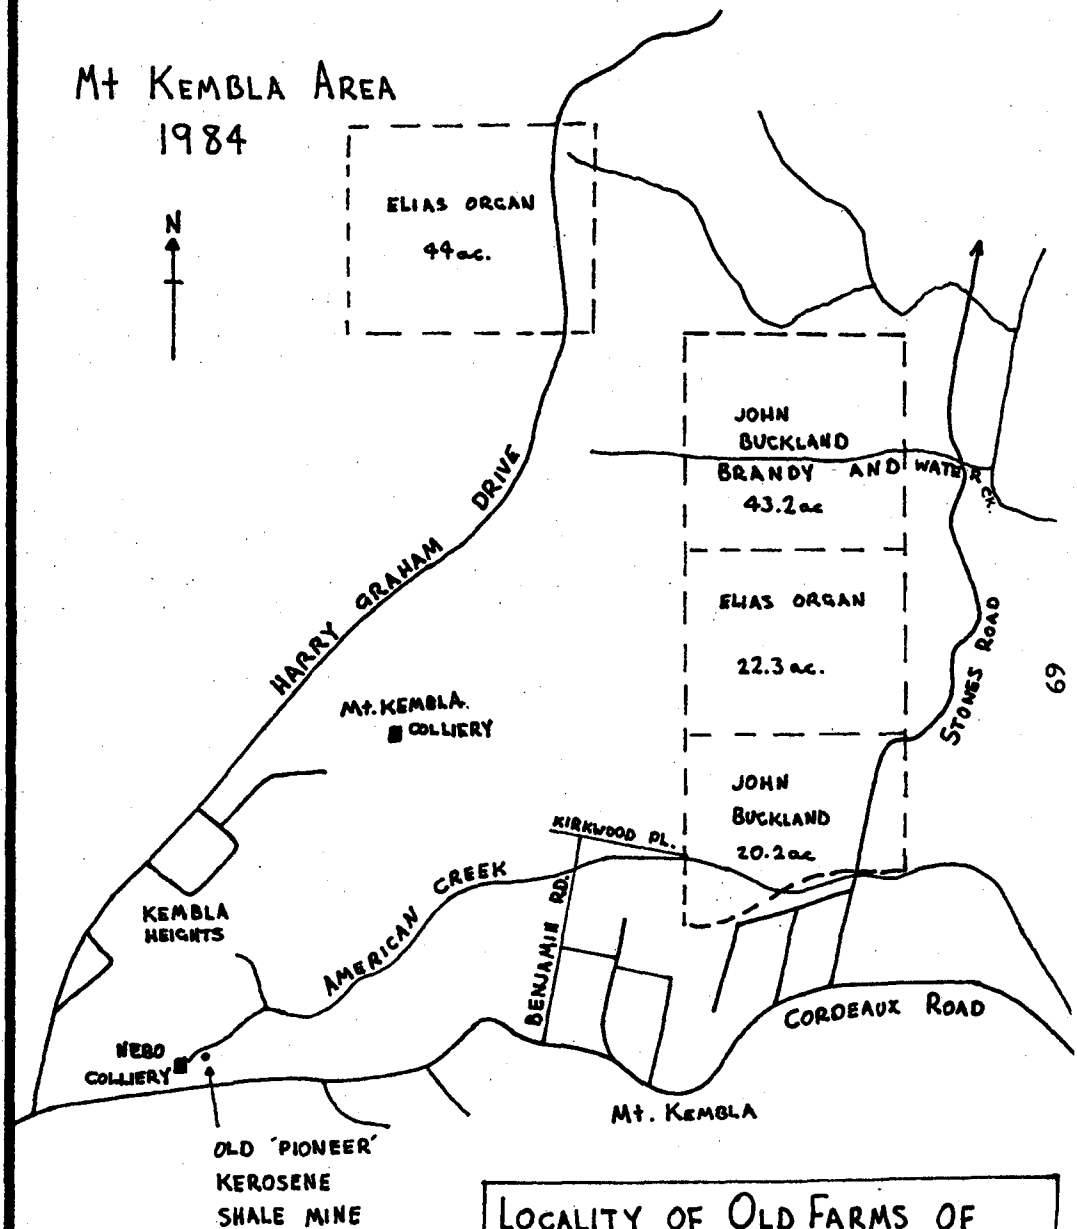 Mt KEMBLA AREA
1984
N
ELIAS ORGAN
44ac.
JOHN
BUCKLAND
BRANDY AND WATER CK.
43.2ac
ELIAS ORGAN
22.3ac.
HARRY GRAHAM DRIVE
STONES ROAD
69
Mt. KEMBLA.
COLLIERY
JOHN
BUCKLAND
20.2ac
KIRKWOOD PL.
AMERICAN CREEK
BENJAMIN RD.
KEMBLA
HEIGHTS
CORDEAUX ROAD
NEBO
COLLIERY
Mt. KEMBLA
OLD 'PIONEER'
KEROSENE
SHALE MINE
LOCALITY OF OLD FARMS OF